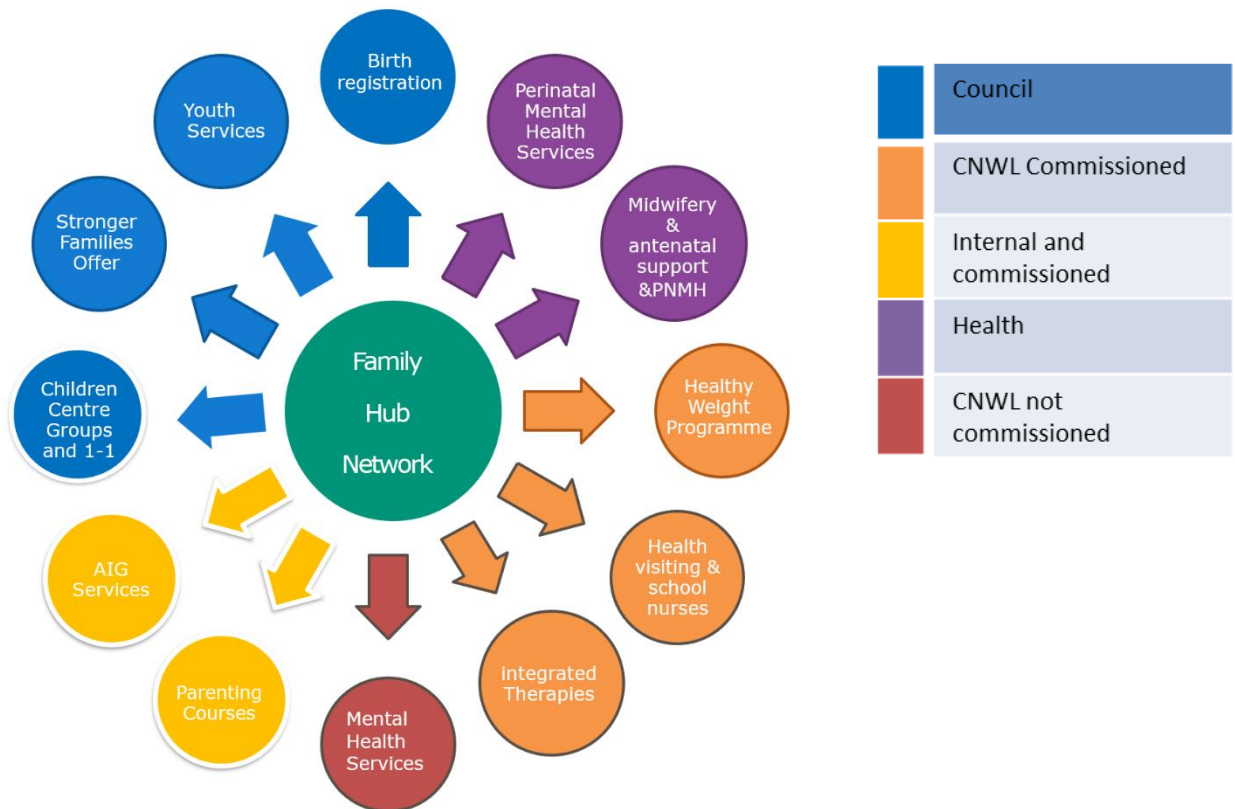 Birth
registration
Perinatal
Mental
Health
Services
Midwifery
&
antenatal
support
&PNMH
Healthy
Weight
Programme
Health
visiting &
school
nurses
integrated
Therapies
Mental
Health
Services
Parenting
Courses
AIG
Services
Children
Centre
Groups
and 1-1
Stronger
Families
Offer
Youth
Services
Family
Hub
Network
Council
CNWL Commissioned
Internal and
commissioned
Health
CNWL not
commissioned